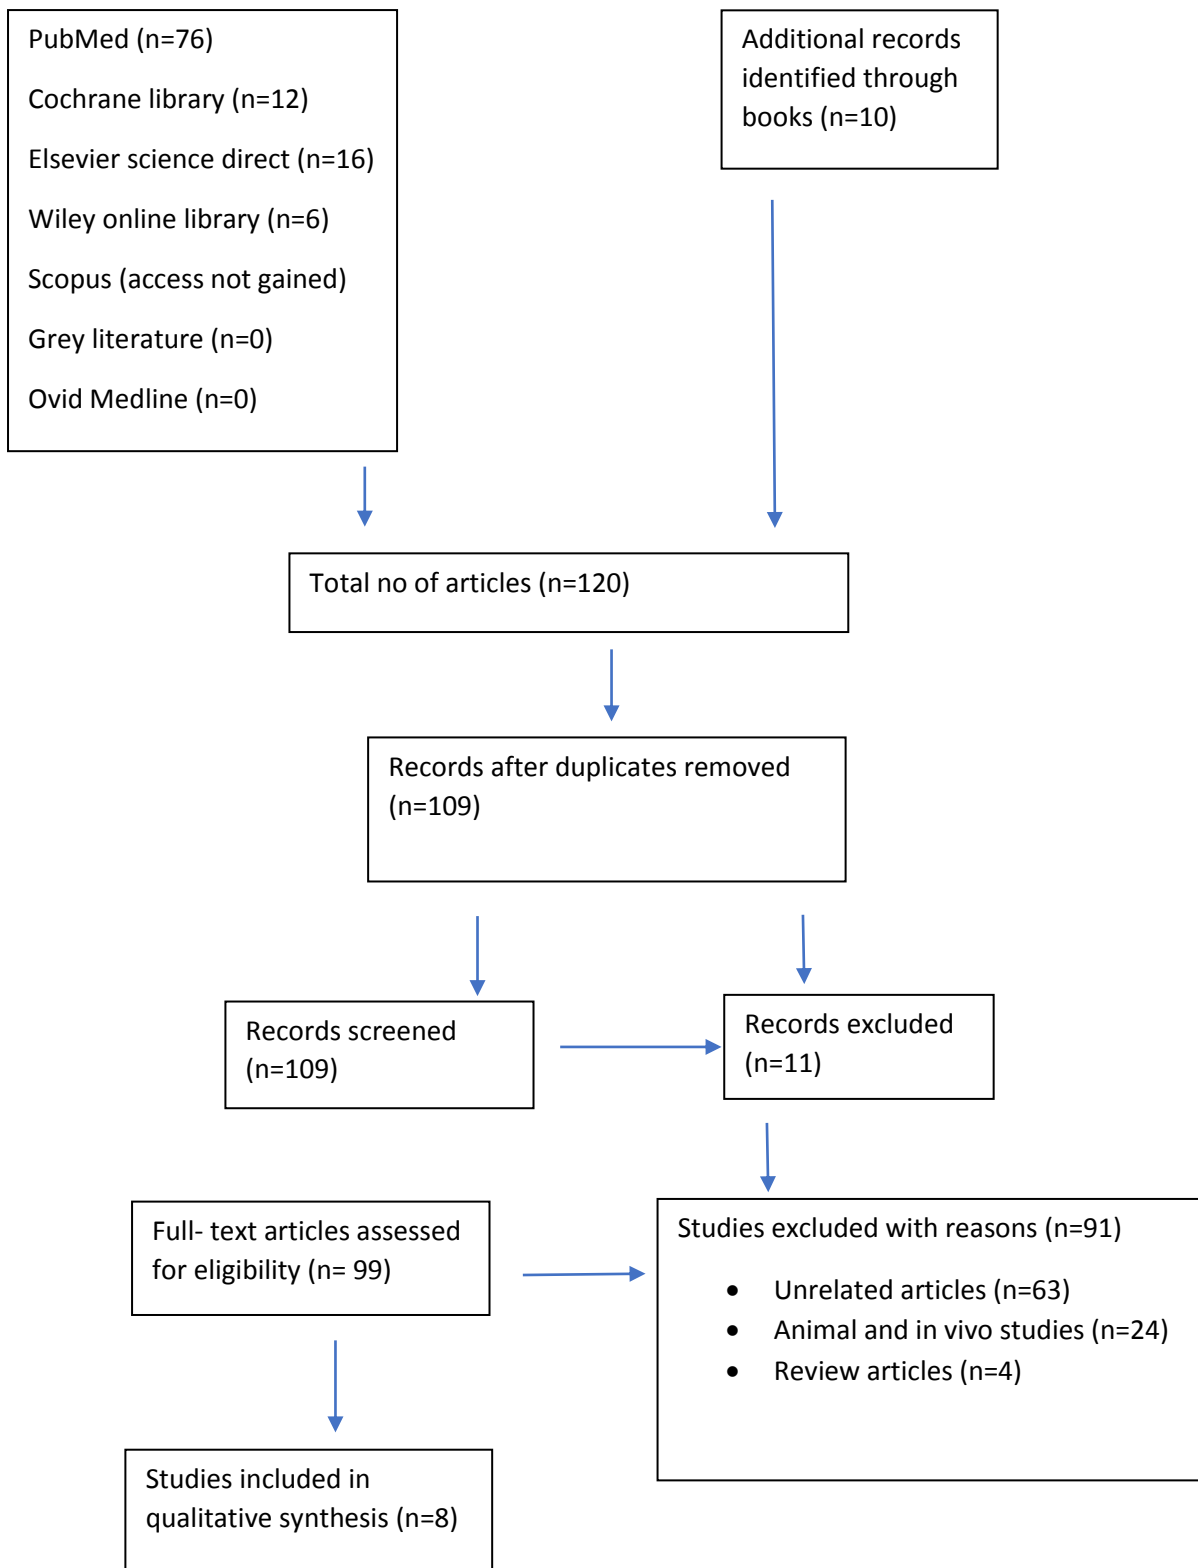 PubMed (n=76)
Cochrane library (n=12)
Elsevier science direct (n=16)
Wiley online library (n=6)
Scopus (access not gained)
Grey literature (n=0)
Ovid Medline (n=0)
Additional records
identified through
books (n=10)
Total no of articles (n=120)
Records after duplicates removed
(n=109)
Records screened
(n=109)
Records excluded
(n=11)
Full- text articles assessed
for eligibility (n= 99)
Studies excluded with reasons (n=91)
• Unrelated articles (n=63)
• Animal and in vivo studies (n=24)
• Review articles (n=4)
Studies included in
qualitative synthesis (n=8)